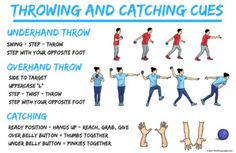 THROWING AND CATCHING CUES
UNDERHAND THROW
SWING - STEP - THROW
STEP WITH YOUR OPPOSITE FOOT
OVERHAND THROW
SIDE TO TARGET
UPPERCASE "L"
STEP - TWIST - THROW
STEP WITH YOUR OPPOSITE FOOT
CATCHING
READY POSITION - HANDS UP - REACH, GRAB, GIVE
OVER BELLY BUTTON = THUMBS TOGETHER
UNDER BELLY BUTTON = PINKIES TOGETHER